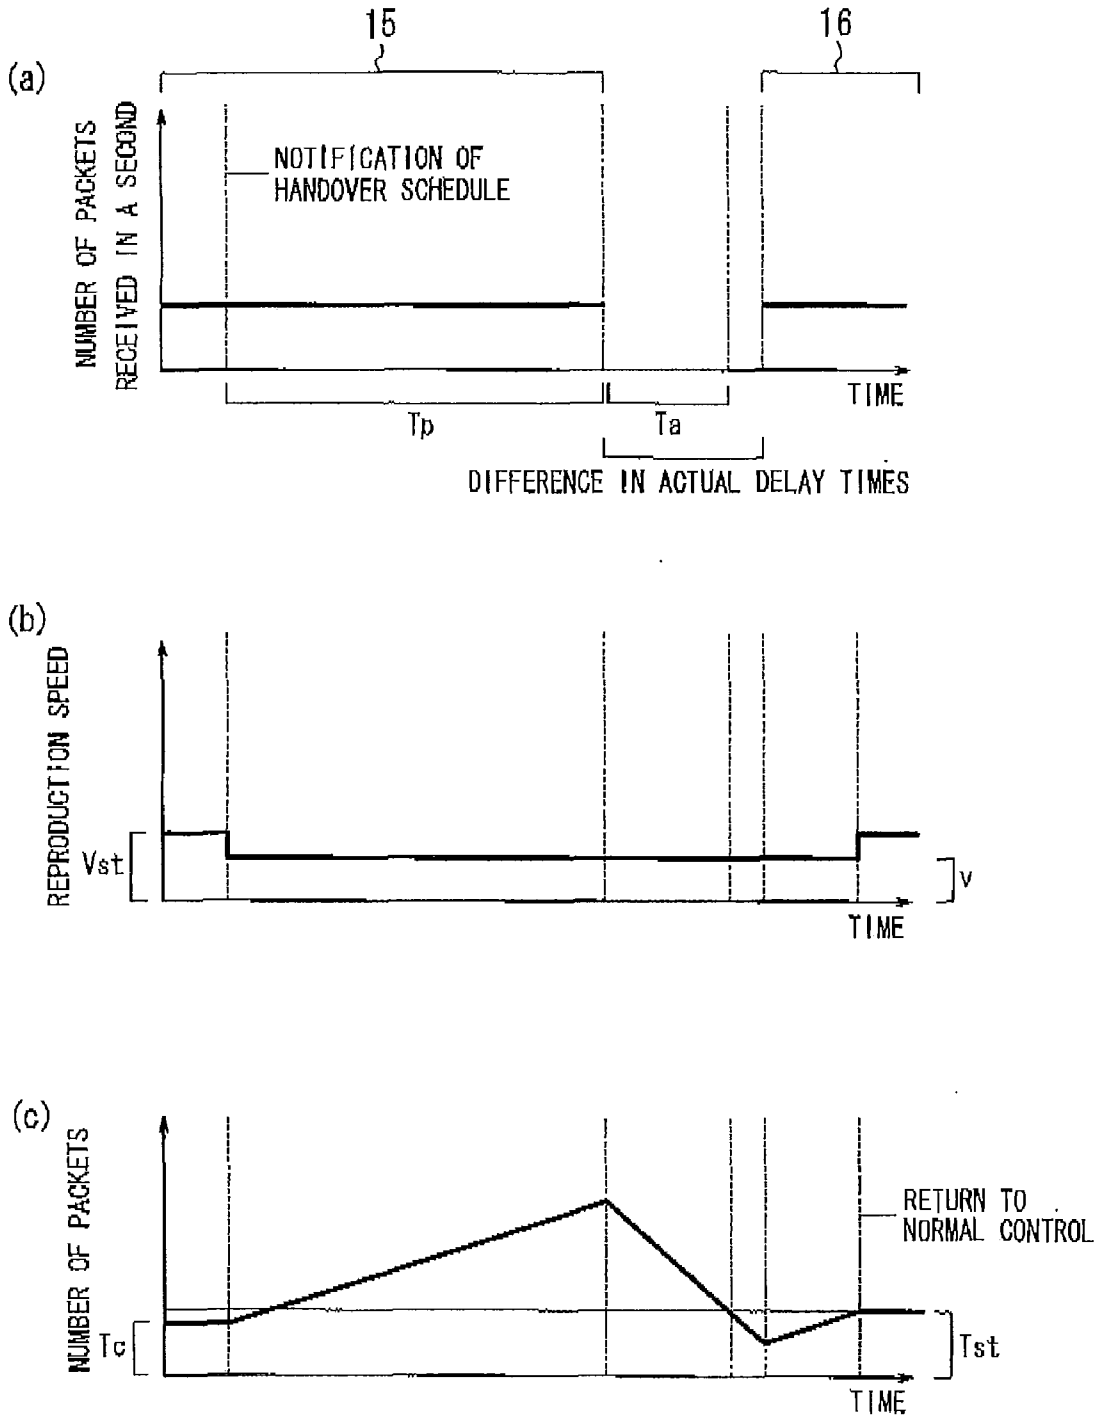 15
16
(a)
NUMBER OF PACKETS
RECEIVED IN A SECOND
NOTIFICATION OF
HANDOVER SCHEDULE
TIME
Tp
Ta
DIFFERENCE IN ACTUAL DELAY TIMES
(b)
REPRODUCTION SPEED
Vst
v
TIME
(c)
NUMBER OF PACKETS
RETURN TO
NORMAL CONTROL
Tc
Tst
TIME